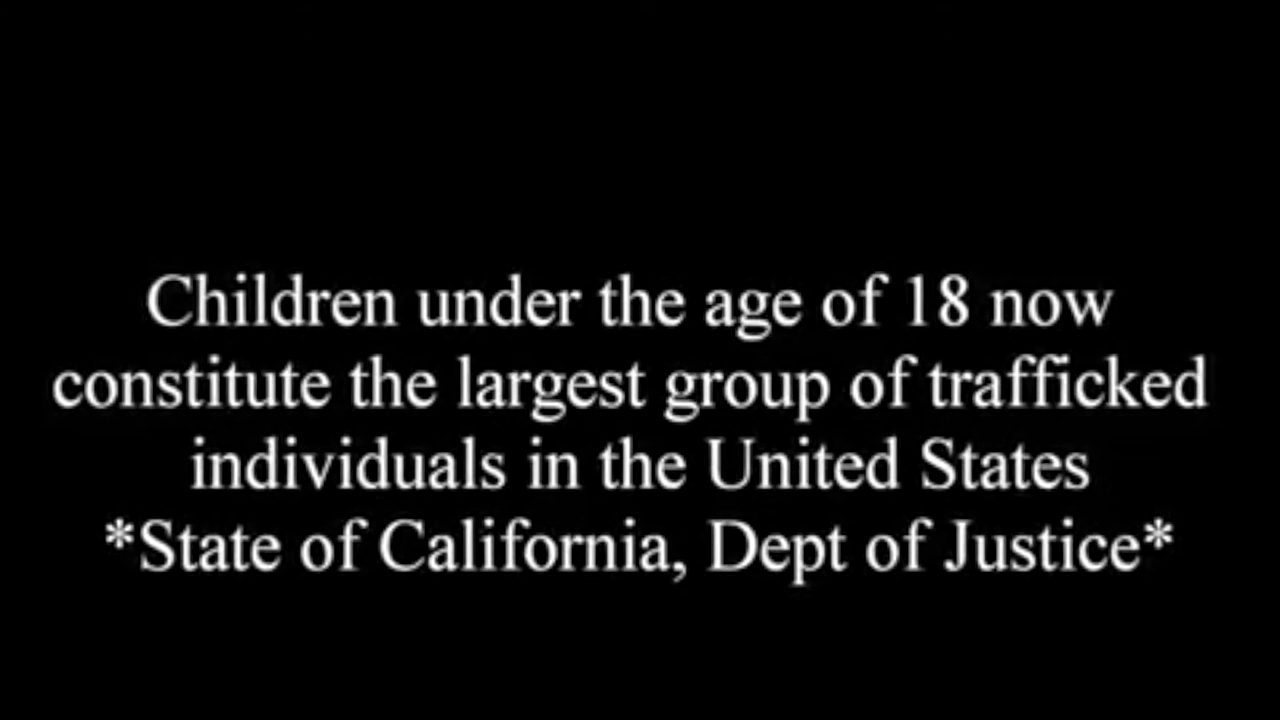 Children under the age of 18 now
constitute the largest group of trafficked
individuals in the United States
*State of California, Dept of Justice*